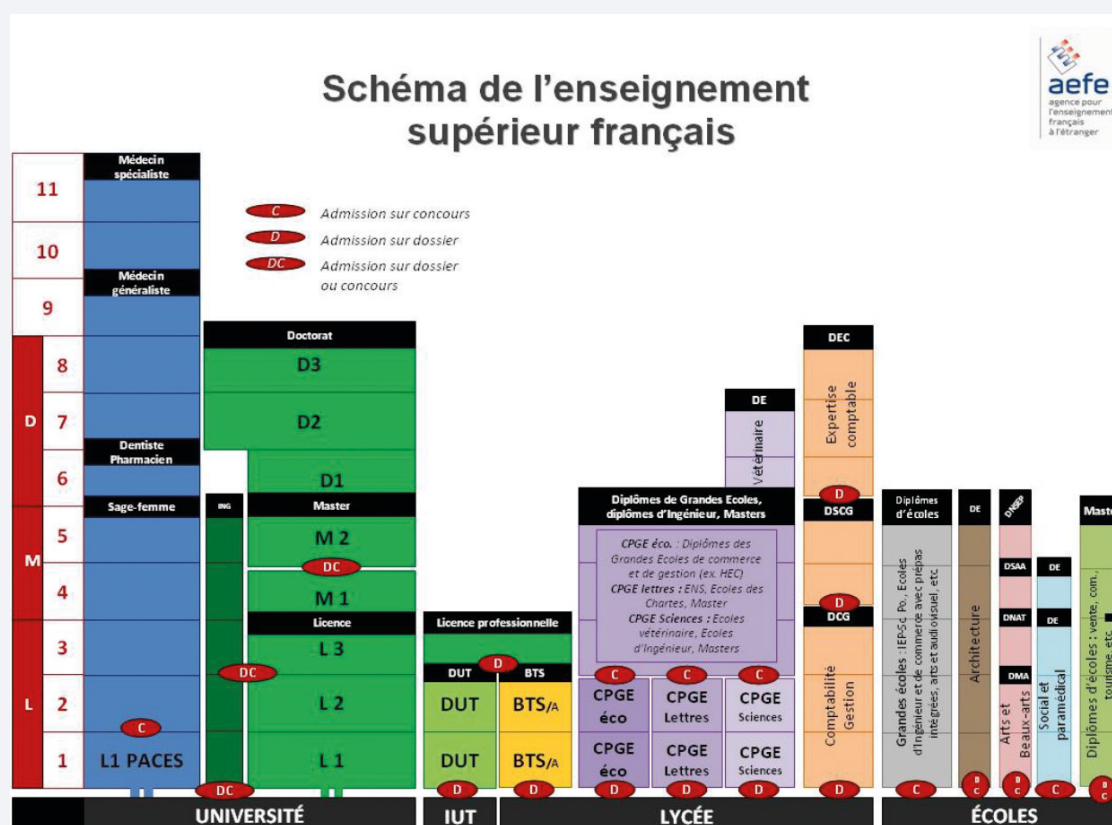 Schéma de l'enseignement
supérieur français
aefe
agence pour
l'enseignement
français
à l'étranger
C Admission sur concours
D Admission sur dossier
DC Admission sur dossier
ou concours
11
10
9
8
7
6
5
4
3
2
1
D
M
L
Médecin
spécialiste
Médecin
généraliste
Dentiste
Pharmacien
Sage-femme
C
L1 PACES
ING
DC
DC
Doctorat
D3
D2
D1
Master
M 2
DC
M 1
Licence
L 3
L 2
L 1
Licence professionnelle
D
DUT
BTS
DUT
BTS/A
DUT
BTS/A
D
D
Diplômes de Grandes Ecoles,
diplômes d'Ingénieur, Masters
CPGE éco. : Diplômes des
Grandes Ecoles de commerce
et de gestion (ex. HEC)
CPGE lettres : ENS, Ecoles des
Chartes, Master
CPGE Sciences : Ecoles
vétérinaire, Ecoles
d'Ingénieur, Masters
C
C
C
CPGE
éco
CPGE
Lettres
CPGE
Sciences
CPGE
éco
CPGE
Lettres
CPGE
Sciences
D
D
D
DE
Vétérinaire
DEC
Expertise
comptable
D
DSCG
D
DCG
Comptabilité
Gestion
D
Diplômes
d'écoles
Grandes écoles : IEP-Sc. Po., Ecoles
d'Ingénieur et de commerce avec prépas
intégrées, arts et audiovisuel, etc
C
DE
Architecture
D
C
DNSEP
DSAA
DNAT
DMA
Arts et
Beaux-arts
D
C
DE
DE
Social et
paramédical
C
Maste
Diplômes d'écoles : vente, com.,
tourisme, etc
D
C
UNIVERSITÉ
IUT
LYCÉE
ÉCOLES